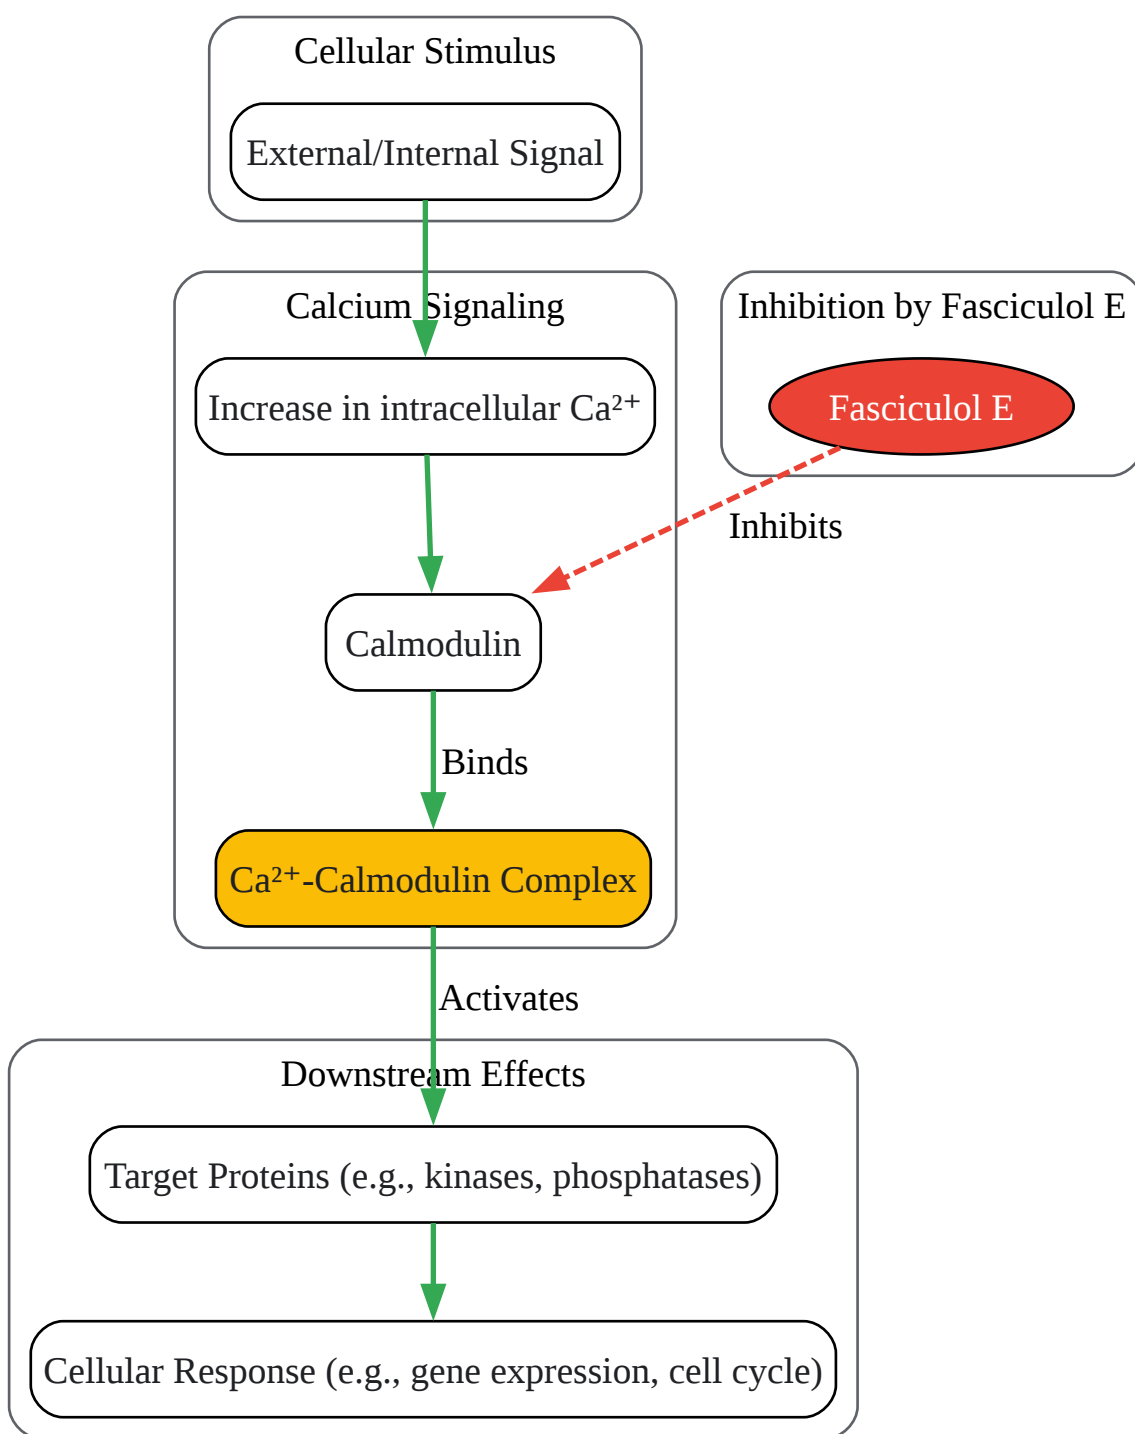 Cellular Stimulus
External/Internal Signal
Calcium Signaling
Inhibition by Fasciculol E
Increase in intracellular Ca²⁺
Fasciculol E
Inhibits
Calmodulin
Binds
Ca²⁺-Calmodulin Complex
Activates
Downstream Effects
Target Proteins (e.g., kinases, phosphatases)
Cellular Response (e.g., gene expression, cell cycle)